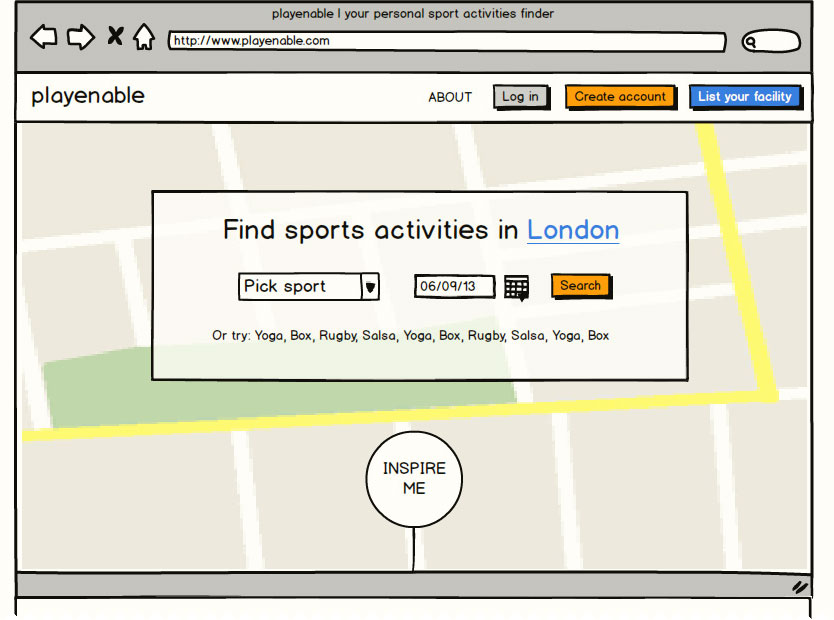 playenable | your personal sport activities finder
http://www.playenable.com
playenable
ABOUT
Log in
Create account
List your facility
Find sports activities in London
Pick sport
06/09/13
Search
Or try: Yoga, Box, Rugby, Salsa, Yoga, Box, Rugby, Salsa, Yoga, Box
INSPIRE
ME